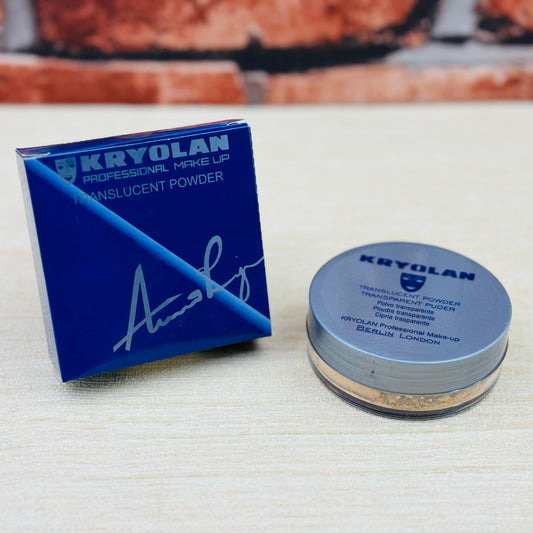 KRYOLAN
PROFESSIONAL MAKE UP
TRANSLUCENT POWDER
KRYOLAN
TRANSLUCENT POWDER
TRANSPARENT PUDER
Polvo transparente
Poudre transparente
Cipria trasparente
KRYOLAN Professional Make-up
BERLIN LONDON